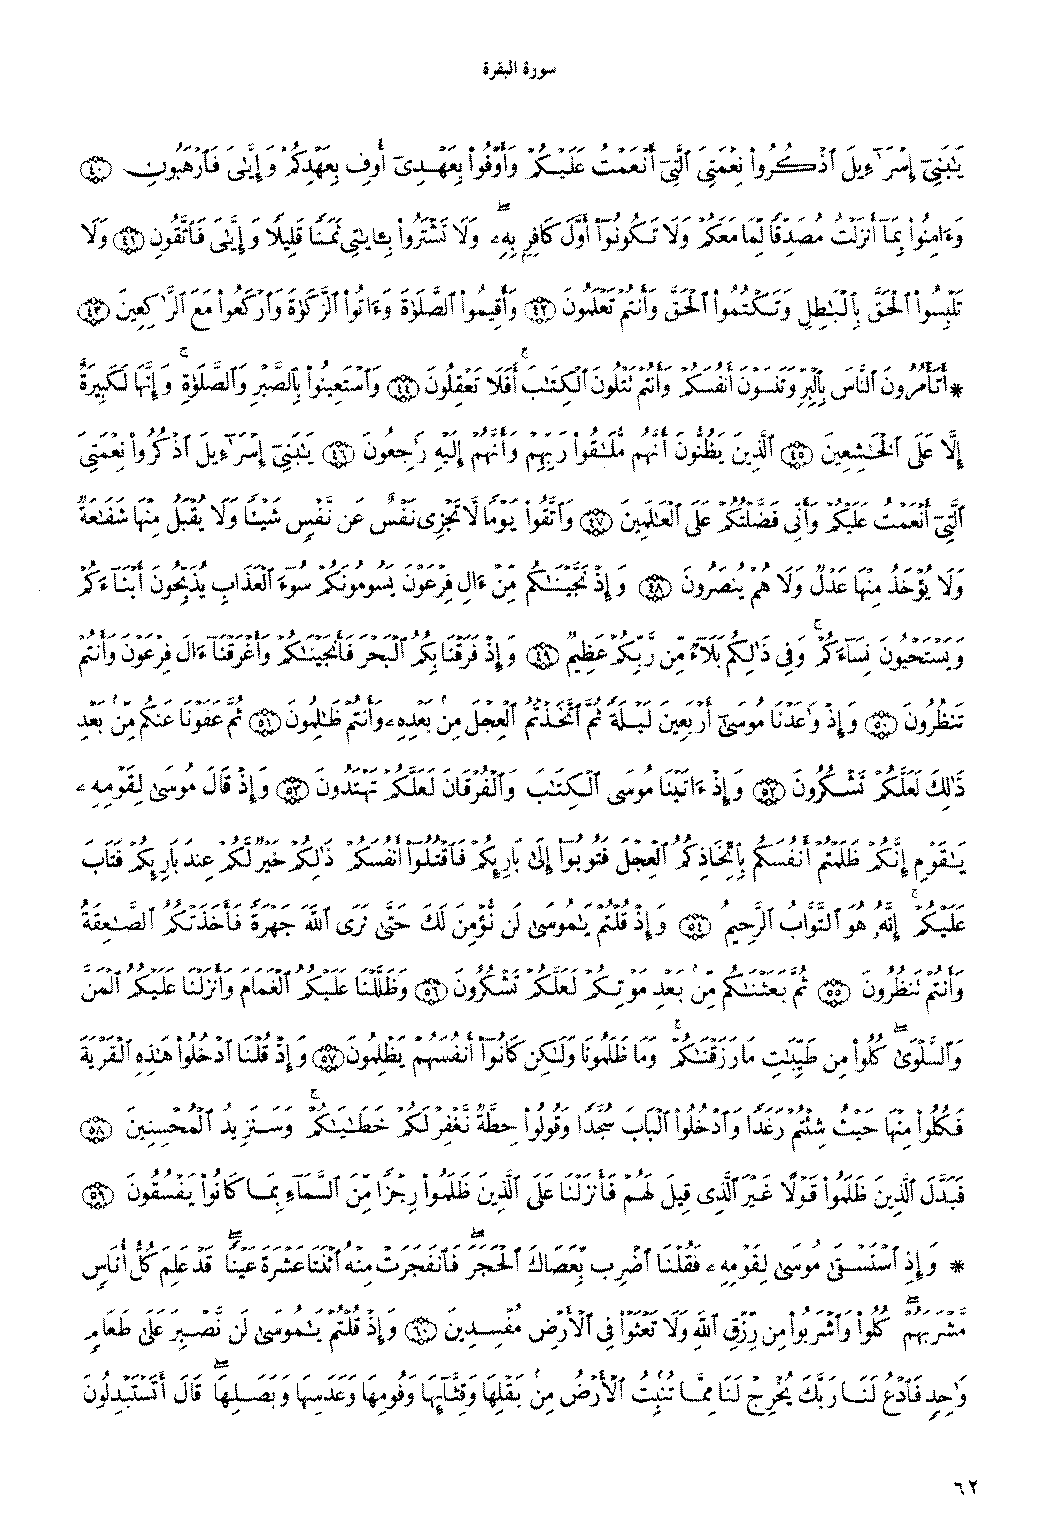 سورة البقرة
يَـٰبَنِىٓ إِسْرَٰٓءِيلَ ٱذْكُرُوا۟ نِعْمَتِىَ ٱلَّتِىٓ أَنْعَمْتُ عَلَيْكُمْ وَأَوْفُوا۟ بِعَهْدِىٓ أُوفِ بِعَهْدِكُمْ وَإِيَّـٰىَ فَٱرْهَبُونِ ٤٠
وَءَامِنُوا۟ بِمَآ أَنزَلْتُ مُصَدِّقًا لِّمَا مَعَكُمْ وَلَا تَكُونُوٓا۟ أَوَّلَ كَافِرٍۭ بِهِۦ ۖ وَلَا تَشْتَرُوا۟ بِـَٔايَـٰتِى ثَمَنًا قَلِيلًا وَإِيَّـٰىَ فَٱتَّقُونِ ٤١ وَلَا
تَلْبِسُوا۟ ٱلْحَقَّ بِٱلْبَـٰطِلِ وَتَكْتُمُوا۟ ٱلْحَقَّ وَأَنتُمْ تَعْلَمُونَ ٤٢ وَأَقِيمُوا۟ ٱلصَّلَوٰةَ وَءَاتُوا۟ ٱلزَّكَوٰةَ وَٱرْكَعُوا۟ مَعَ ٱلرَّٰكِعِينَ ٤٣
* أَتَأْمُرُونَ ٱلنَّاسَ بِٱلْبِرِّ وَتَنسَوْنَ أَنفُسَكُمْ وَأَنتُمْ تَتْلُونَ ٱلْكِتَـٰبَ ۚ أَفَلَا تَعْقِلُونَ ٤٤ وَٱسْتَعِينُوا۟ بِٱلصَّبْرِ وَٱلصَّلَوٰةِ ۚ وَإِنَّهَا لَكَبِيرَةٌ
إِلَّا عَلَى ٱلْخَـٰشِعِينَ ٤٥ ٱلَّذِينَ يَظُنُّونَ أَنَّهُم مُّلَـٰقُوا۟ رَبِّهِمْ وَأَنَّهُمْ إِلَيْهِ رَٰجِعُونَ ٤٦ يَـٰبَنِىٓ إِسْرَٰٓءِيلَ ٱذْكُرُوا۟ نِعْمَتِىَ
ٱلَّتِىٓ أَنْعَمْتُ عَلَيْكُمْ وَأَنِّى فَضَّلْتُكُمْ عَلَى ٱلْعَـٰلَمِينَ ٤٧ وَٱتَّقُوا۟ يَوْمًا لَّا تَجْزِى نَفْسٌ عَن نَّفْسٍ شَيْـًٔا وَلَا يُقْبَلُ مِنْهَا شَفَـٰعَةٌ
وَلَا يُؤْخَذُ مِنْهَا عَدْلٌ وَلَا هُمْ يُنصَرُونَ ٤٨ وَإِذْ نَجَّيْنَـٰكُم مِّنْ ءَالِ فِرْعَوْنَ يَسُومُونَكُمْ سُوٓءَ ٱلْعَذَابِ يُذَبِّحُونَ أَبْنَآءَكُمْ
وَيَسْتَحْيُونَ نِسَآءَكُمْ ۚ وَفِى ذَٰلِكُم بَلَآءٌ مِّن رَّبِّكُمْ عَظِيمٌ ٤٩ وَإِذْ فَرَقْنَا بِكُمُ ٱلْبَحْرَ فَأَنجَيْنَـٰكُمْ وَأَغْرَقْنَآ ءَالَ فِرْعَوْنَ وَأَنتُمْ
تَنظُرُونَ ٥٠ وَإِذْ وَٰعَدْنَا مُوسَىٰٓ أَرْبَعِينَ لَيْلَةً ثُمَّ ٱتَّخَذْتُمُ ٱلْعِجْلَ مِنۢ بَعْدِهِۦ وَأَنتُمْ ظَـٰلِمُونَ ٥١ ثُمَّ عَفَوْنَا عَنكُم مِّنۢ بَعْدِ
ذَٰلِكَ لَعَلَّكُمْ تَشْكُرُونَ ٥٢ وَإِذْ ءَاتَيْنَا مُوسَى ٱلْكِتَـٰبَ وَٱلْفُرْقَانَ لَعَلَّكُمْ تَهْتَدُونَ ٥٣ وَإِذْ قَالَ مُوسَىٰ لِقَوْمِهِۦ
يَـٰقَوْمِ إِنَّكُمْ ظَلَمْتُمْ أَنفُسَكُم بِٱتِّخَاذِكُمُ ٱلْعِجْلَ فَتُوبُوٓا۟ إِلَىٰ بَارِئِكُمْ فَٱقْتُلُوٓا۟ أَنفُسَكُمْ ذَٰلِكُمْ خَيْرٌ لَّكُمْ عِندَ بَارِئِكُمْ فَتَابَ
عَلَيْكُمْ ۚ إِنَّهُۥ هُوَ ٱلتَّوَّابُ ٱلرَّحِيمُ ٥٤ وَإِذْ قُلْتُمْ يَـٰمُوسَىٰ لَن نُّؤْمِنَ لَكَ حَتَّىٰ نَرَى ٱللَّهَ جَهْرَةً فَأَخَذَتْكُمُ ٱلصَّـٰعِقَةُ
وَأَنتُمْ تَنظُرُونَ ٥٥ ثُمَّ بَعَثْنَـٰكُم مِّنۢ بَعْدِ مَوْتِكُمْ لَعَلَّكُمْ تَشْكُرُونَ ٥٦ وَظَلَّلْنَا عَلَيْكُمُ ٱلْغَمَامَ وَأَنزَلْنَا عَلَيْكُمُ ٱلْمَنَّ
وَٱلسَّلْوَىٰ ۖ كُلُوا۟ مِن طَيِّبَـٰتِ مَا رَزَقْنَـٰكُمْ ۚ وَمَا ظَلَمُونَا وَلَـٰكِن كَانُوٓا۟ أَنفُسَهُمْ يَظْلِمُونَ ٥٧ وَإِذْ قُلْنَا ٱدْخُلُوا۟ هَـٰذِهِ ٱلْقَرْيَةَ
فَكُلُوا۟ مِنْهَا حَيْثُ شِئْتُمْ رَغَدًا وَٱدْخُلُوا۟ ٱلْبَابَ سُجَّدًا وَقُولُوا۟ حِطَّةٌ نَّغْفِرْ لَكُمْ خَطَـٰيَـٰكُمْ ۚ وَسَنَزِيدُ ٱلْمُحْسِنِينَ ٥٨
فَبَدَّلَ ٱلَّذِينَ ظَلَمُوا۟ قَوْلًا غَيْرَ ٱلَّذِى قِيلَ لَهُمْ فَأَنزَلْنَا عَلَى ٱلَّذِينَ ظَلَمُوا۟ رِجْزًا مِّنَ ٱلسَّمَآءِ بِمَا كَانُوا۟ يَفْسُقُونَ ٥٩
* وَإِذِ ٱسْتَسْقَىٰ مُوسَىٰ لِقَوْمِهِۦ فَقُلْنَا ٱضْرِب بِّعَصَاكَ ٱلْحَجَرَ ۖ فَٱنفَجَرَتْ مِنْهُ ٱثْنَتَا عَشْرَةَ عَيْنًا ۖ قَدْ عَلِمَ كُلُّ أُنَاسٍ
مَّشْرَبَهُمْ ۖ كُلُوا۟ وَٱشْرَبُوا۟ مِن رِّزْقِ ٱللَّهِ وَلَا تَعْثَوْا۟ فِى ٱلْأَرْضِ مُفْسِدِينَ ٦٠ وَإِذْ قُلْتُمْ يَـٰمُوسَىٰ لَن نَّصْبِرَ عَلَىٰ طَعَامٍ
وَٰحِدٍ فَٱدْعُ لَنَا رَبَّكَ يُخْرِجْ لَنَا مِمَّا تُنۢبِتُ ٱلْأَرْضُ مِنۢ بَقْلِهَا وَقِثَّآئِهَا وَفُومِهَا وَعَدَسِهَا وَبَصَلِهَا ۖ قَالَ أَتَسْتَبْدِلُونَ
٦٢